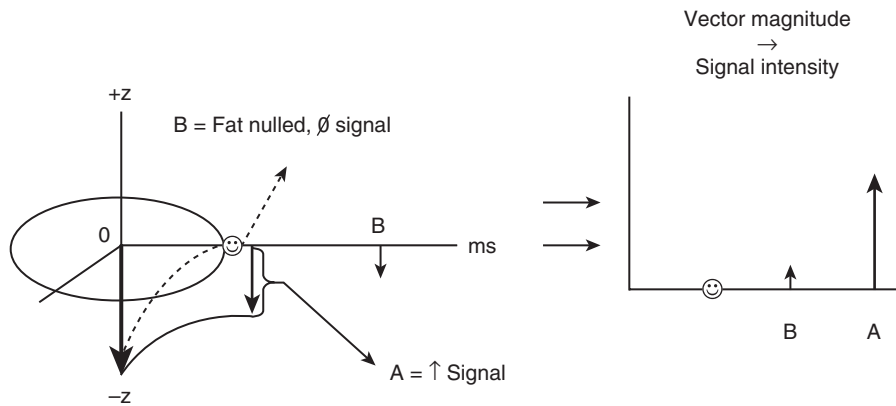 +z
B = Fat nulled, Ø signal
0
B
ms
A = ↑ Signal
–z
Vector magnitude
→
Signal intensity
B
A